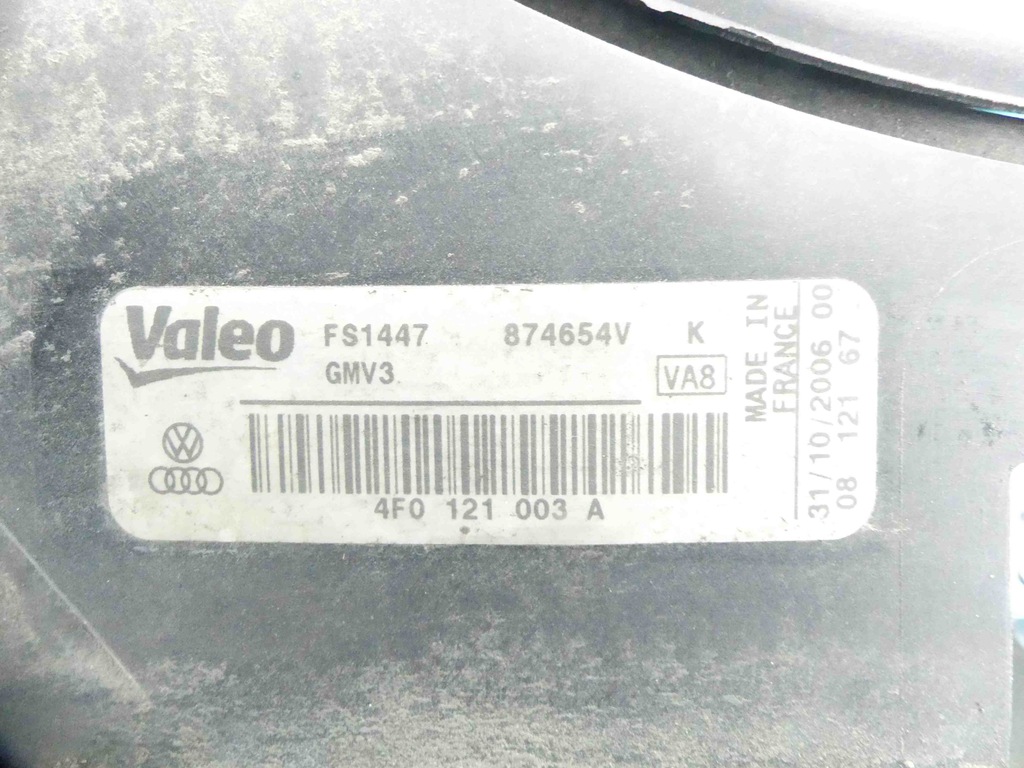 Valeo FS1447 874654V K
GMV3 VA8
4F0 121 003 A
MADE IN
FRANCE
31/10/2006 00
08 121 67